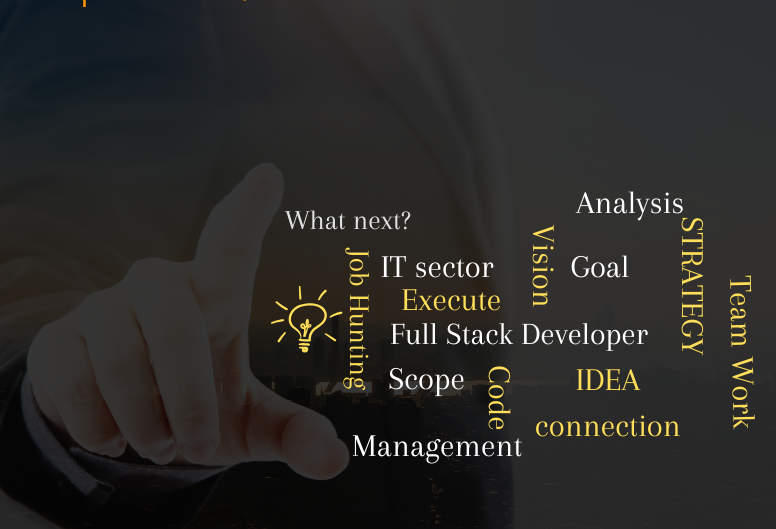 Analysis
What next?
STRATEGY
Vision
Job Hunting
IT sector
Goal
Team Work
Execute
Full Stack Developer
Scope
Code
IDEA
connection
Management